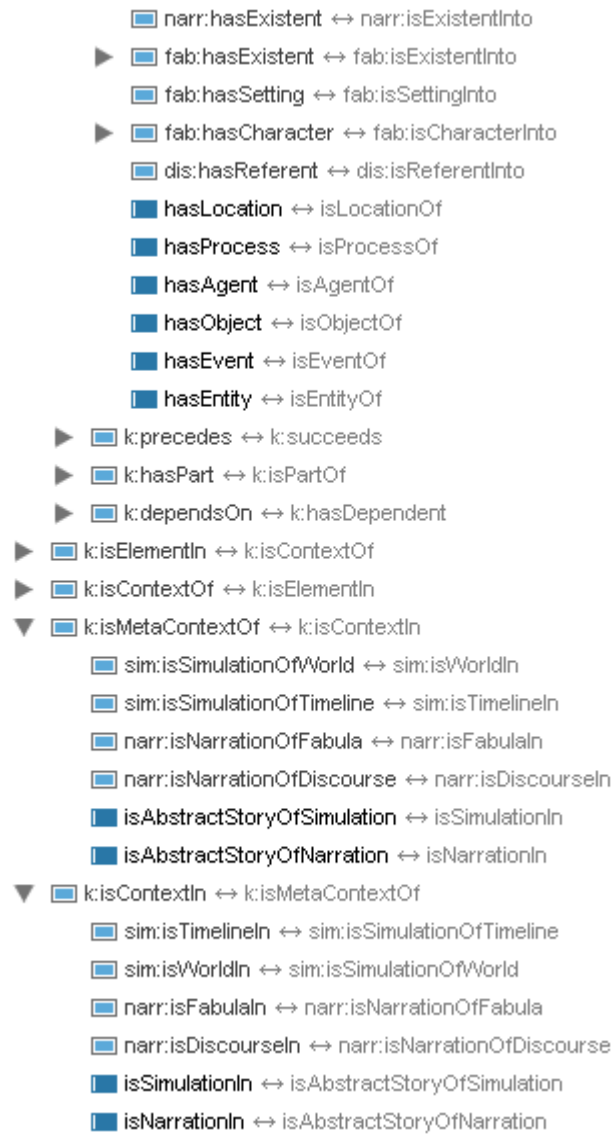 narr:hasExistent ↔ narr:isExistentInto
fab:hasExistent ↔ fab:isExistentInto
fab:hasSetting ↔ fab:isSettingInto
fab:hasCharacter ↔ fab:isCharacterInto
dis:hasReferent ↔ dis:isReferentInto
hasLocation ↔ isLocationOf
hasProcess ↔ isProcessOf
hasAgent ↔ isAgentOf
hasObject ↔ isObjectOf
hasEvent ↔ isEventOf
hasEntity ↔ isEntityOf
k:precedes ↔ k:succeeds
k:hasPart ↔ k:isPartOf
k:dependsOn ↔ k:hasDependent
k:isElementIn ↔ k:isContextOf
k:isContextOf ↔ k:isElementIn
k:isMetaContextOf ↔ k:isContextIn
sim:isSimulationOfWorld ↔ sim:isWorldIn
sim:isSimulationOfTimeline ↔ sim:isTimelineIn
narr:isNarrationOfFabula ↔ narr:isFabulaIn
narr:isNarrationOfDiscourse ↔ narr:isDiscourseIn
isAbstractStoryOfSimulation ↔ isSimulationIn
isAbstractStoryOfNarration ↔ isNarrationIn
k:isContextIn ↔ k:isMetaContextOf
sim:isTimelineIn ↔ sim:isSimulationOfTimeline
sim:isWorldIn ↔ sim:isSimulationOfWorld
narr:isFabulaIn ↔ narr:isNarrationOfFabula
narr:isDiscourseIn ↔ narr:isNarrationOfDiscourse
isSimulationIn ↔ isAbstractStoryOfSimulation
isNarrationIn ↔ isAbstractStoryOfNarration